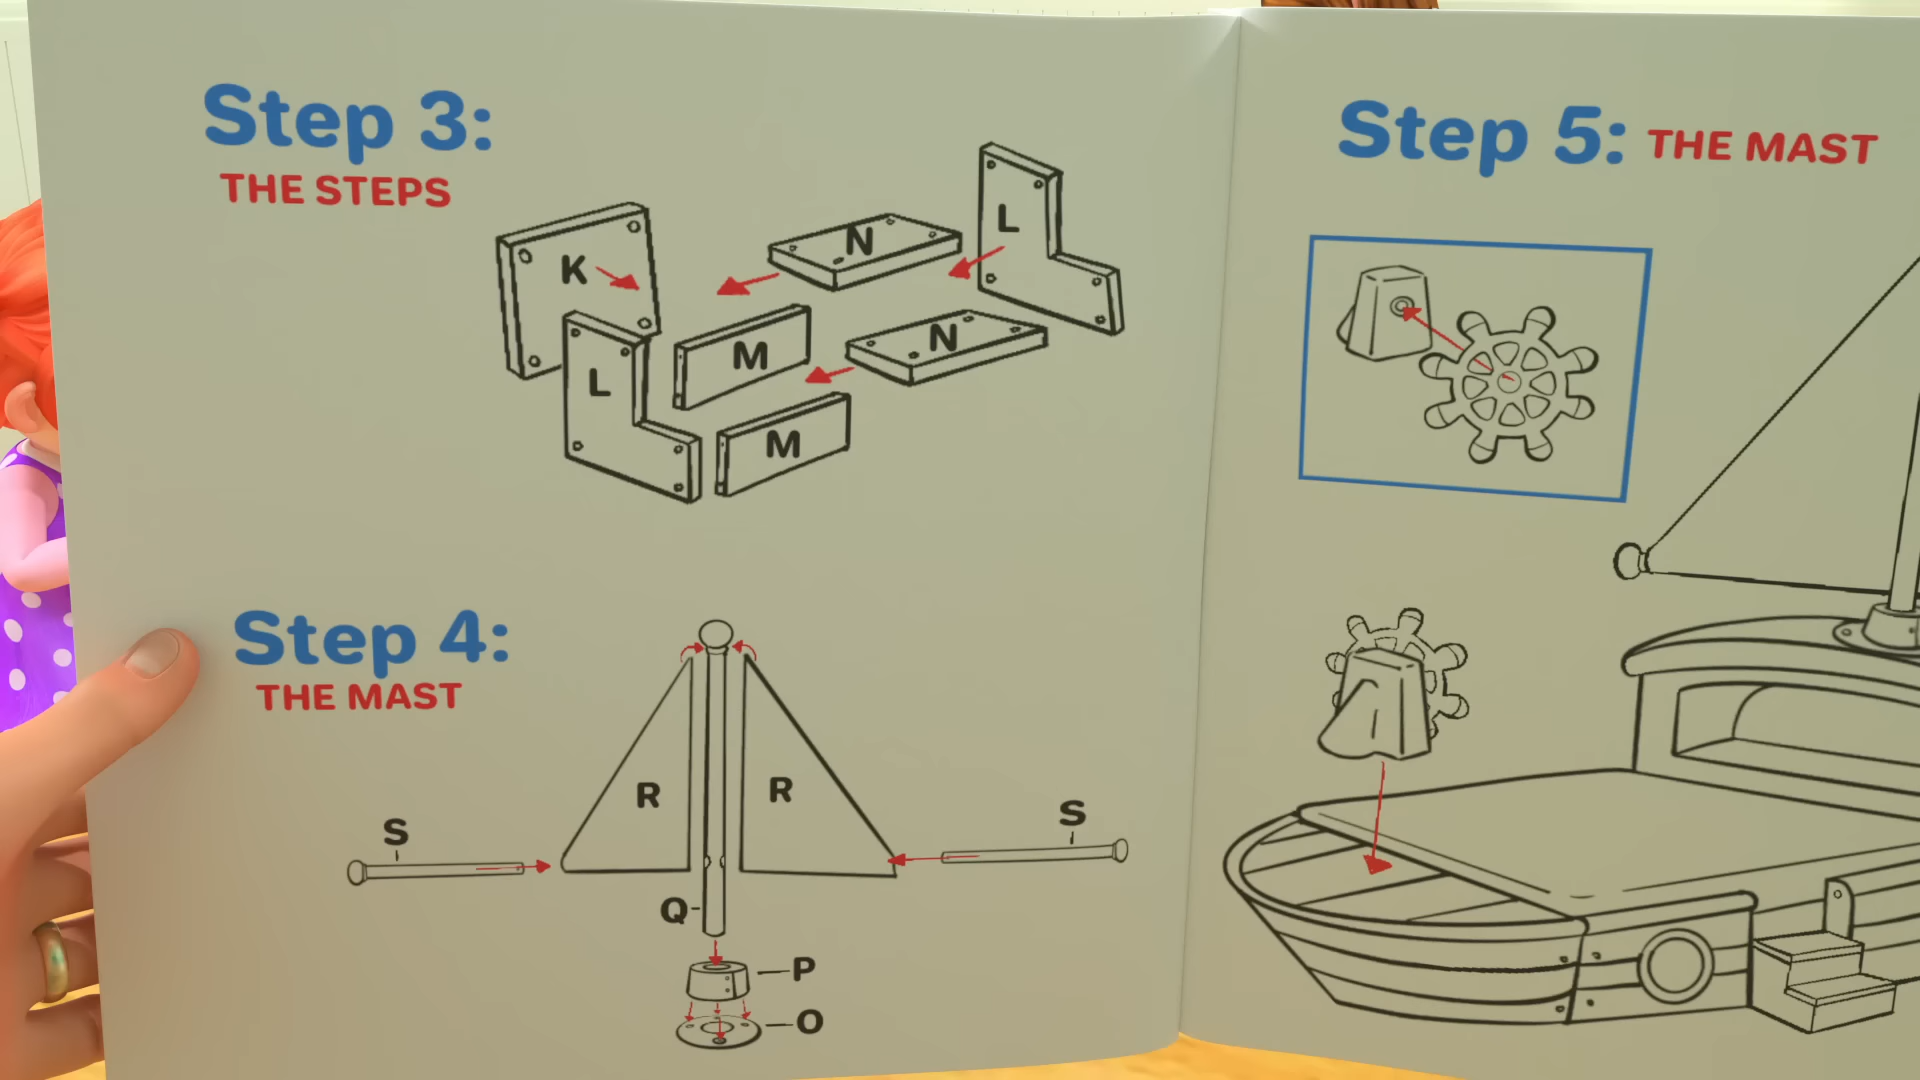 Step 3:
THE STEPS
K
N
L
L
M
N
M
Step 4:
THE MAST
R
R
S
S
Q
P
O
Step 5: THE MAST